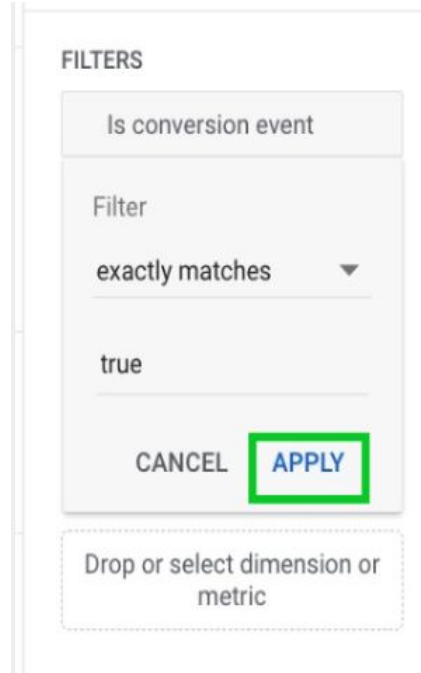 FILTERS
Is conversion event
Filter
exactly matches
true
CANCEL APPLY
Drop or select dimension or
metric